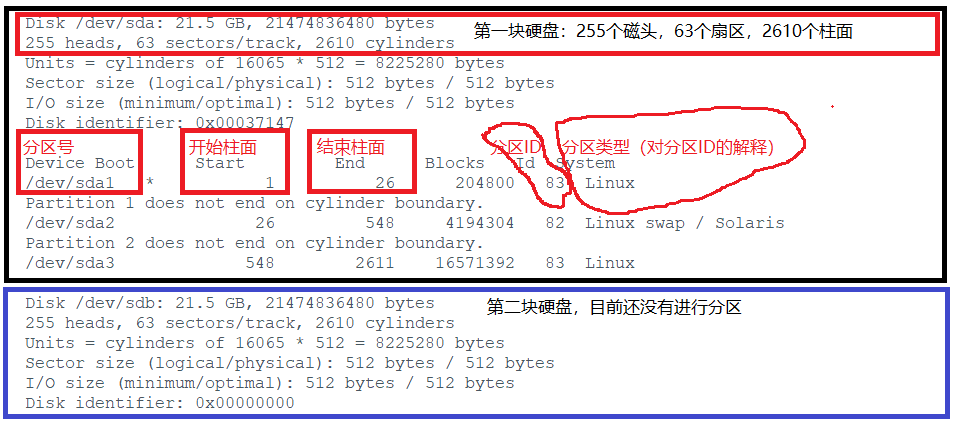 Disk /dev/sda: 21.5 GB, 21474836480 bytes
255 heads, 63 sectors/track, 2610 cylinders
第一块硬盘：255个磁头，63个扇区，2610个柱面
Units = cylinders of 16065 * 512 = 8225280 bytes
Sector size (logical/physical): 512 bytes / 512 bytes
I/O size (minimum/optimal): 512 bytes / 512 bytes
Disk identifier: 0x00037147
分区号 开始柱面 结束柱面 分区ID 分区类型（对分区ID的解释）
Device Boot Start End Blocks Id System
/dev/sda1 * 1 26 204800 83 Linux
Partition 1 does not end on cylinder boundary.
/dev/sda2 26 548 4194304 82 Linux swap / Solaris
Partition 2 does not end on cylinder boundary.
/dev/sda3 548 2611 16571392 83 Linux
Disk /dev/sdb: 21.5 GB, 21474836480 bytes
第二块硬盘，目前还没有进行分区
255 heads, 63 sectors/track, 2610 cylinders
Units = cylinders of 16065 * 512 = 8225280 bytes
Sector size (logical/physical): 512 bytes / 512 bytes
I/O size (minimum/optimal): 512 bytes / 512 bytes
Disk identifier: 0x00000000